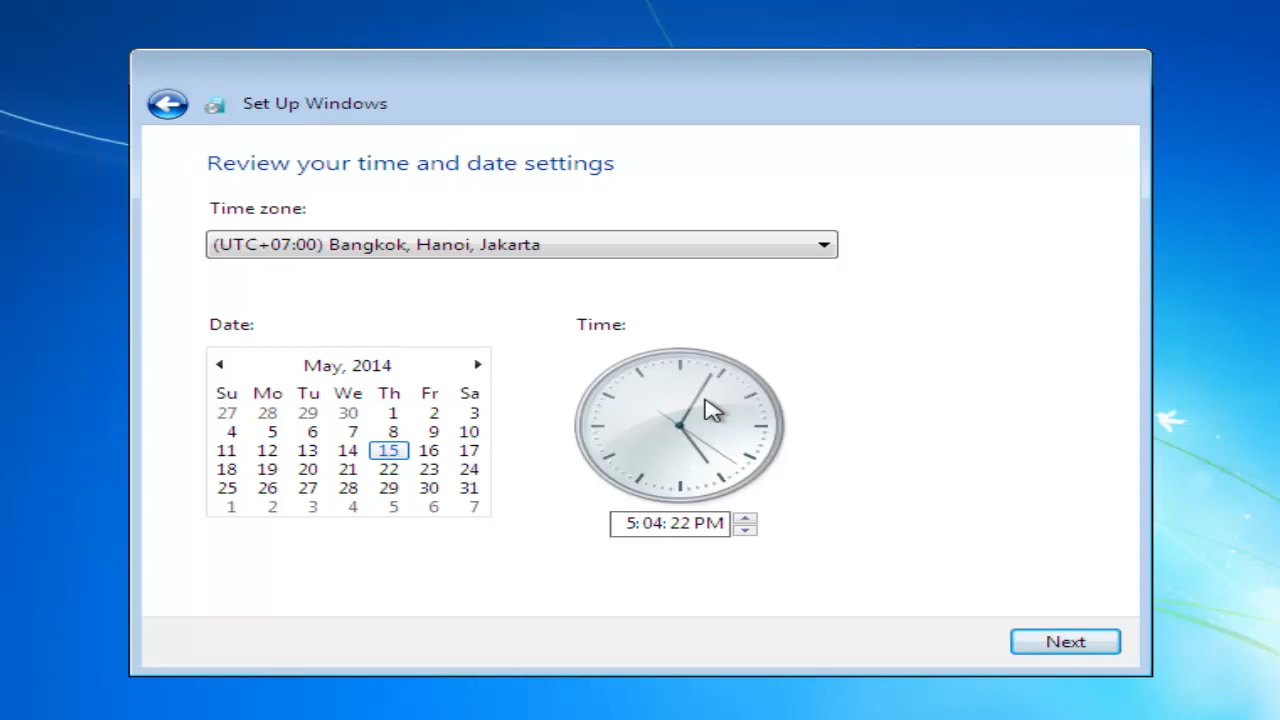 Set Up Windows
Review your time and date settings
Time zone:
(UTC+07:00) Bangkok, Hanoi, Jakarta
Date:
Time:
May, 2014
Su Mo Tu We Th Fr Sa
27 28 29 30 1 2 3
4 5 6 7 8 9 10
11 12 13 14 15 16 17
18 19 20 21 22 23 24
25 26 27 28 29 30 31
1 2 3 4 5 6 7
5: 04: 22 PM
Next